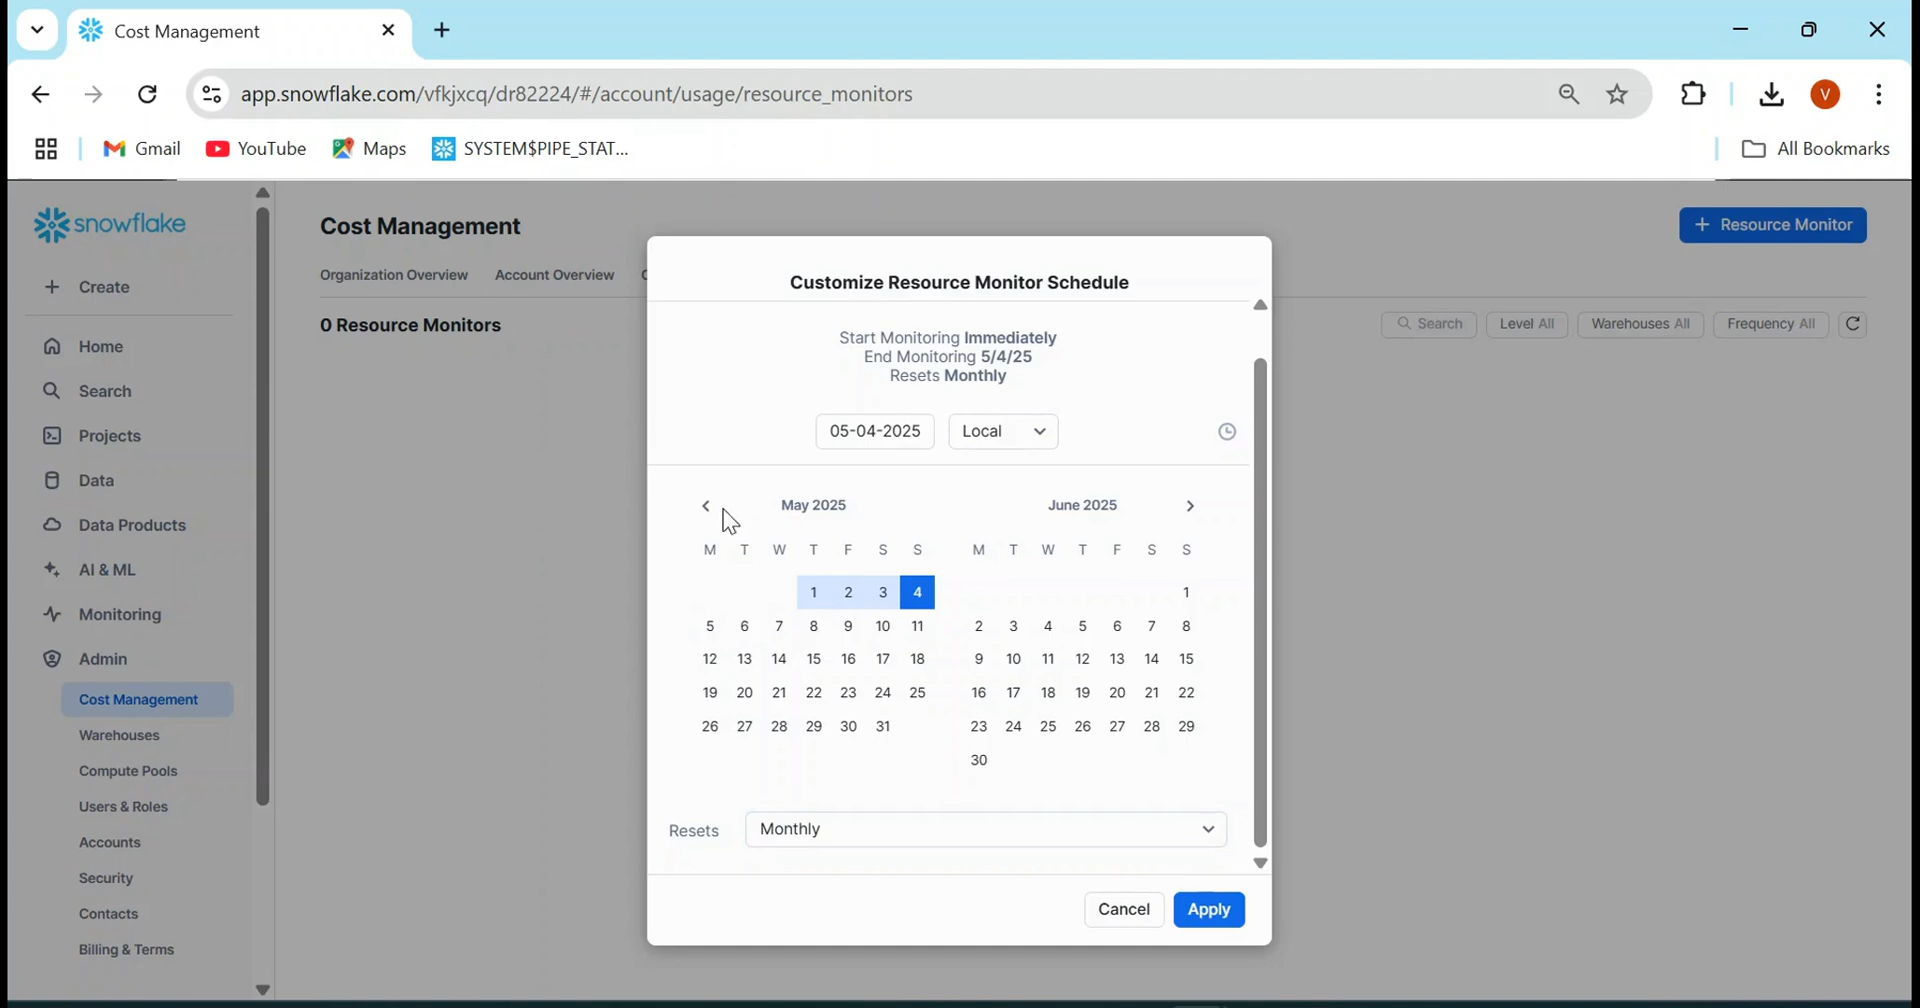 Cost Management
app.snowflake.com/vfkjxcq/dr82224/#/account/usage/resource_monitors
V
Gmail
YouTube
Maps
SYSTEM$PIPE_STAT...
All Bookmarks
snowflake
Create
Home
Search
Projects
Data
Data Products
AI & ML
Monitoring
Admin
Cost Management
Warehouses
Compute Pools
Users & Roles
Accounts
Security
Contacts
Billing & Terms
Cost Management
+ Resource Monitor
Organization Overview Account Overview
0 Resource Monitors
Search
Level All
Warehouses All
Frequency All
Customize Resource Monitor Schedule
Start Monitoring Immediately
End Monitoring 5/4/25
Resets Monthly
05-04-2025
Local
May 2025
M T W T F S S
1 2 3 4
5 6 7 8 9 10 11
12 13 14 15 16 17 18
19 20 21 22 23 24 25
26 27 28 29 30 31
June 2025
M T W T F S S
1
2 3 4 5 6 7 8
9 10 11 12 13 14 15
16 17 18 19 20 21 22
23 24 25 26 27 28 29
30
Resets
Monthly
Cancel
Apply